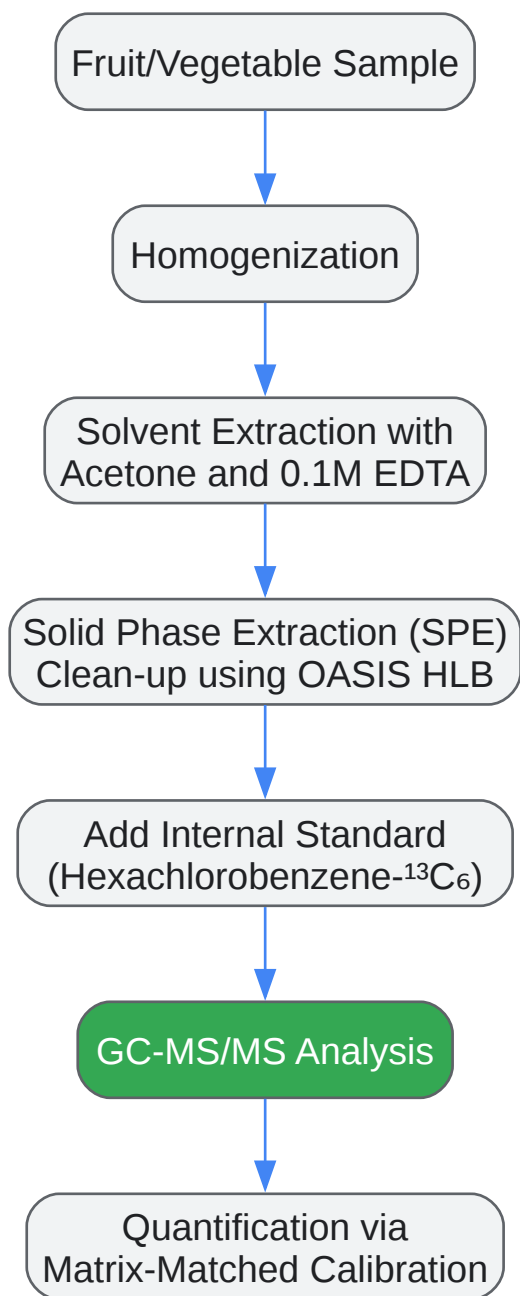 Fruit/Vegetable Sample
Homogenization
Solvent Extraction with
Acetone and 0.1M EDTA
Solid Phase Extraction (SPE)
Clean-up using OASIS HLB
Add Internal Standard
(Hexachlorobenzene-¹³C₆)
GC-MS/MS Analysis
Quantification via
Matrix-Matched Calibration